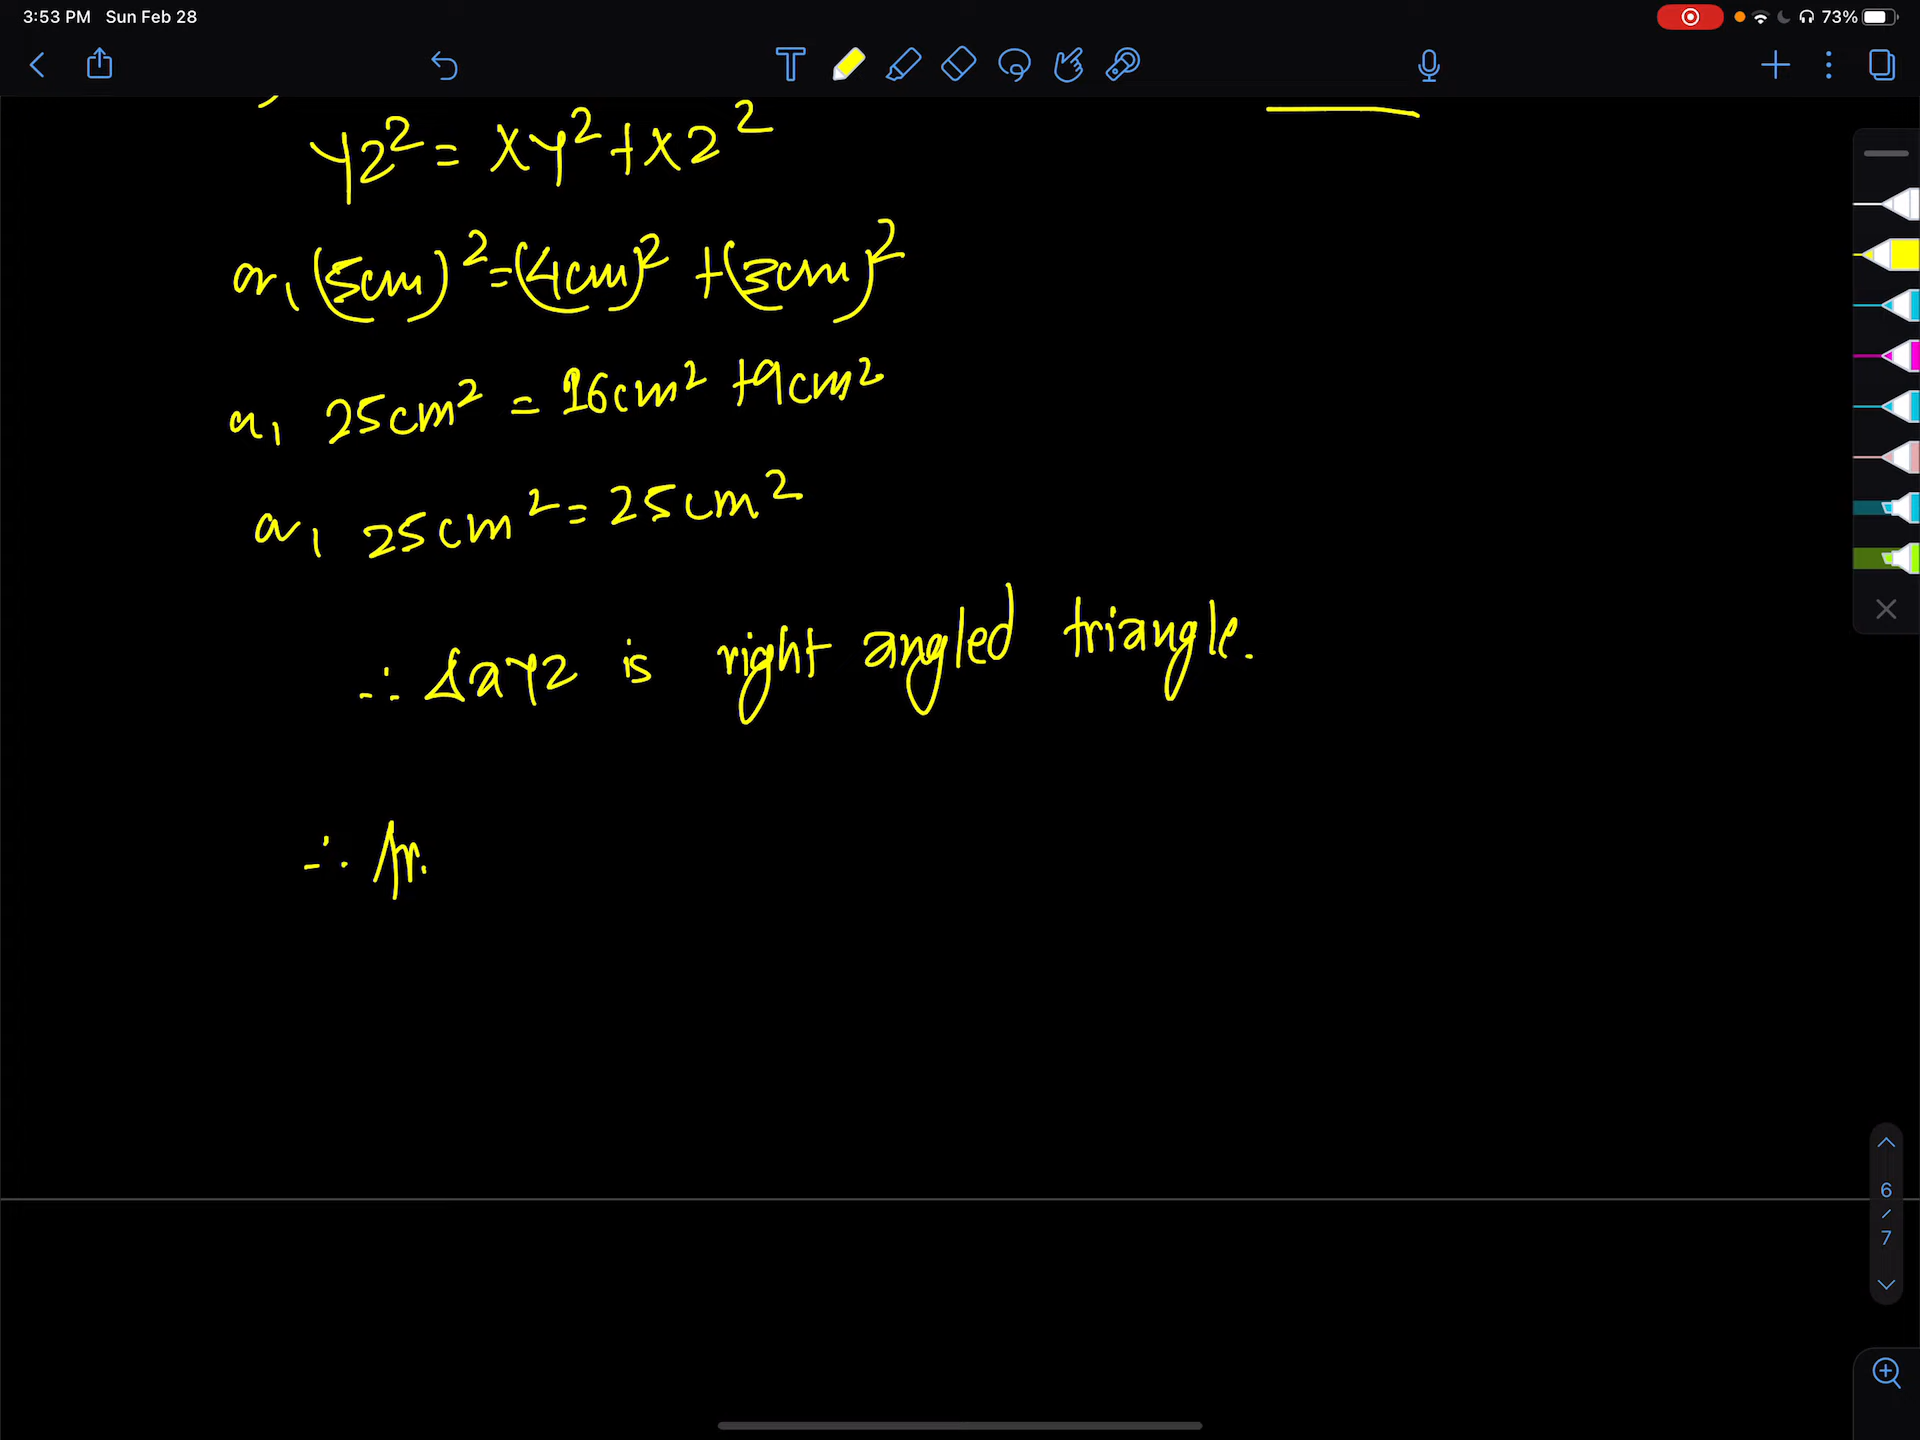 3:53 PM Sun Feb 28 73%
YZ² = XY² + XZ²
or, (5cm)² = (4cm)² + (3cm)²
or, 25cm² = 16cm² + 9cm²
or, 25cm² = 25cm²
∴ ΔXYZ is right angled triangle.
∴ Ar.
6
/
7